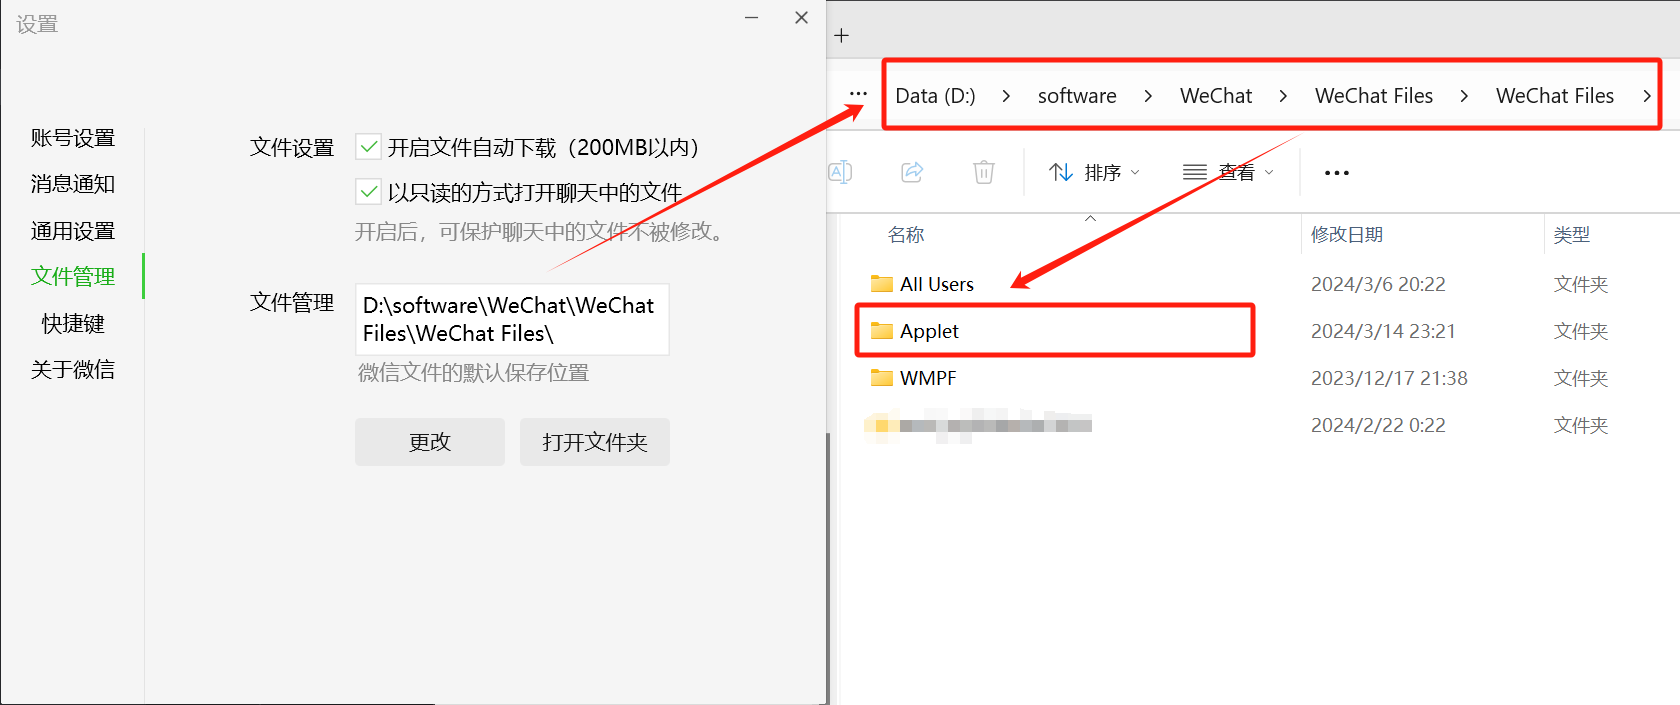 设置
账号设置
消息通知
通用设置
文件管理
快捷键
关于微信
文件设置
开启文件自动下载（200MB以内）
以只读的方式打开聊天中的文件
开启后，可保护聊天中的文件不被修改。
文件管理
D:\software\WeChat\WeChat
Files\WeChat Files\
微信文件的默认保存位置
更改 打开文件夹
Data (D:) > software > WeChat > WeChat Files > WeChat Files >
排序 查看
名称 修改日期 类型
All Users 2024/3/6 20:22 文件夹
Applet 2024/3/14 23:21 文件夹
WMPF 2023/12/17 21:38 文件夹
2024/2/22 0:22 文件夹